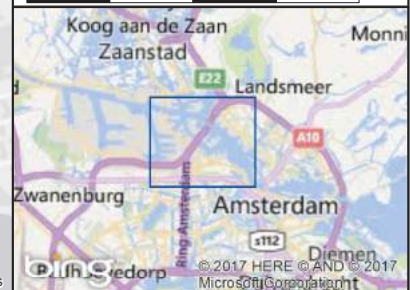 Koog aan de Zaan
Zaanstad
Monni
E22
Landsmeer
A10
Zwanenburg
Ring Amsterdam
Amsterdam
s112
Diemen
bing
© 2017 HERE © AND © 2017
Microsoft Corporation